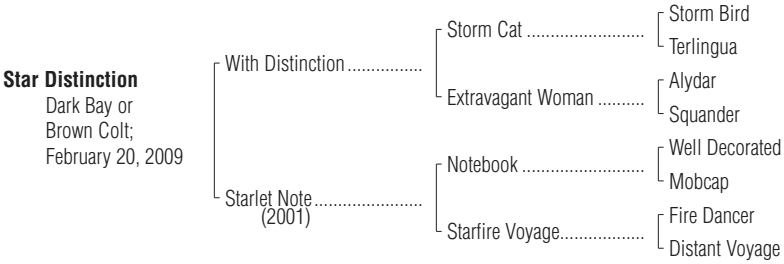 Storm Bird
Storm Cat ........................
Terlingua
With Distinction................
Alydar
Extravagant Woman ..........
Squander
Star Distinction
Dark Bay or
Brown Colt;
February 20, 2009
Well Decorated
Notebook .........................
Mobcap
Starlet Note.......................
(2001)
Fire Dancer
Starfire Voyage..................
Distant Voyage